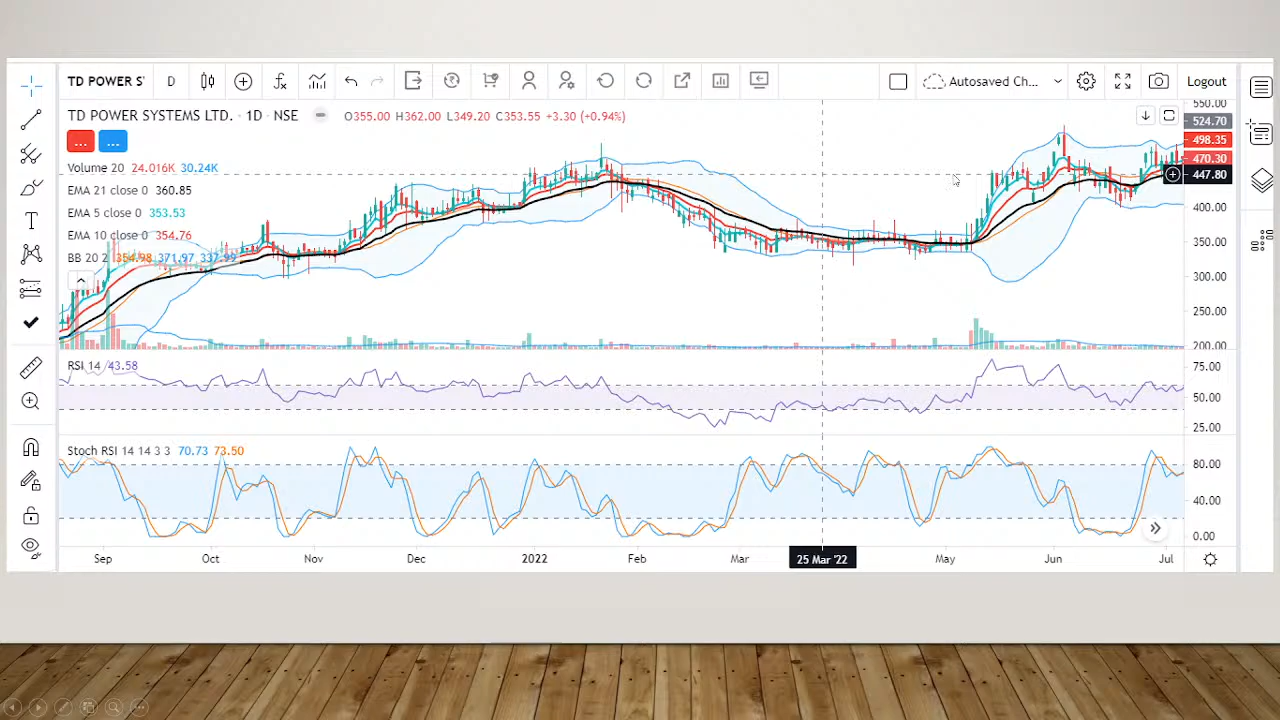 TD POWER S' D Autosaved Ch... Logout
TD POWER SYSTEMS LTD. · 1D · NSE O355.00 H362.00 L349.20 C353.55 +3.30 (+0.94%)
... ...
Volume 20 24.016K 30.24K
EMA 21 close 0 360.85
EMA 5 close 0 353.53
EMA 10 close 0 354.76
BB 20 2 354.98 371.97 337.99
550.00
524.70
498.35
470.30
447.80
400.00
350.00
300.00
250.00
200.00
RSI 14 43.58
75.00
50.00
25.00
Stoch RSI 14 14 3 3 70.73 73.50
80.00
40.00
0.00
Sep Oct Nov Dec 2022 Feb Mar 25 Mar '22 May Jun Jul